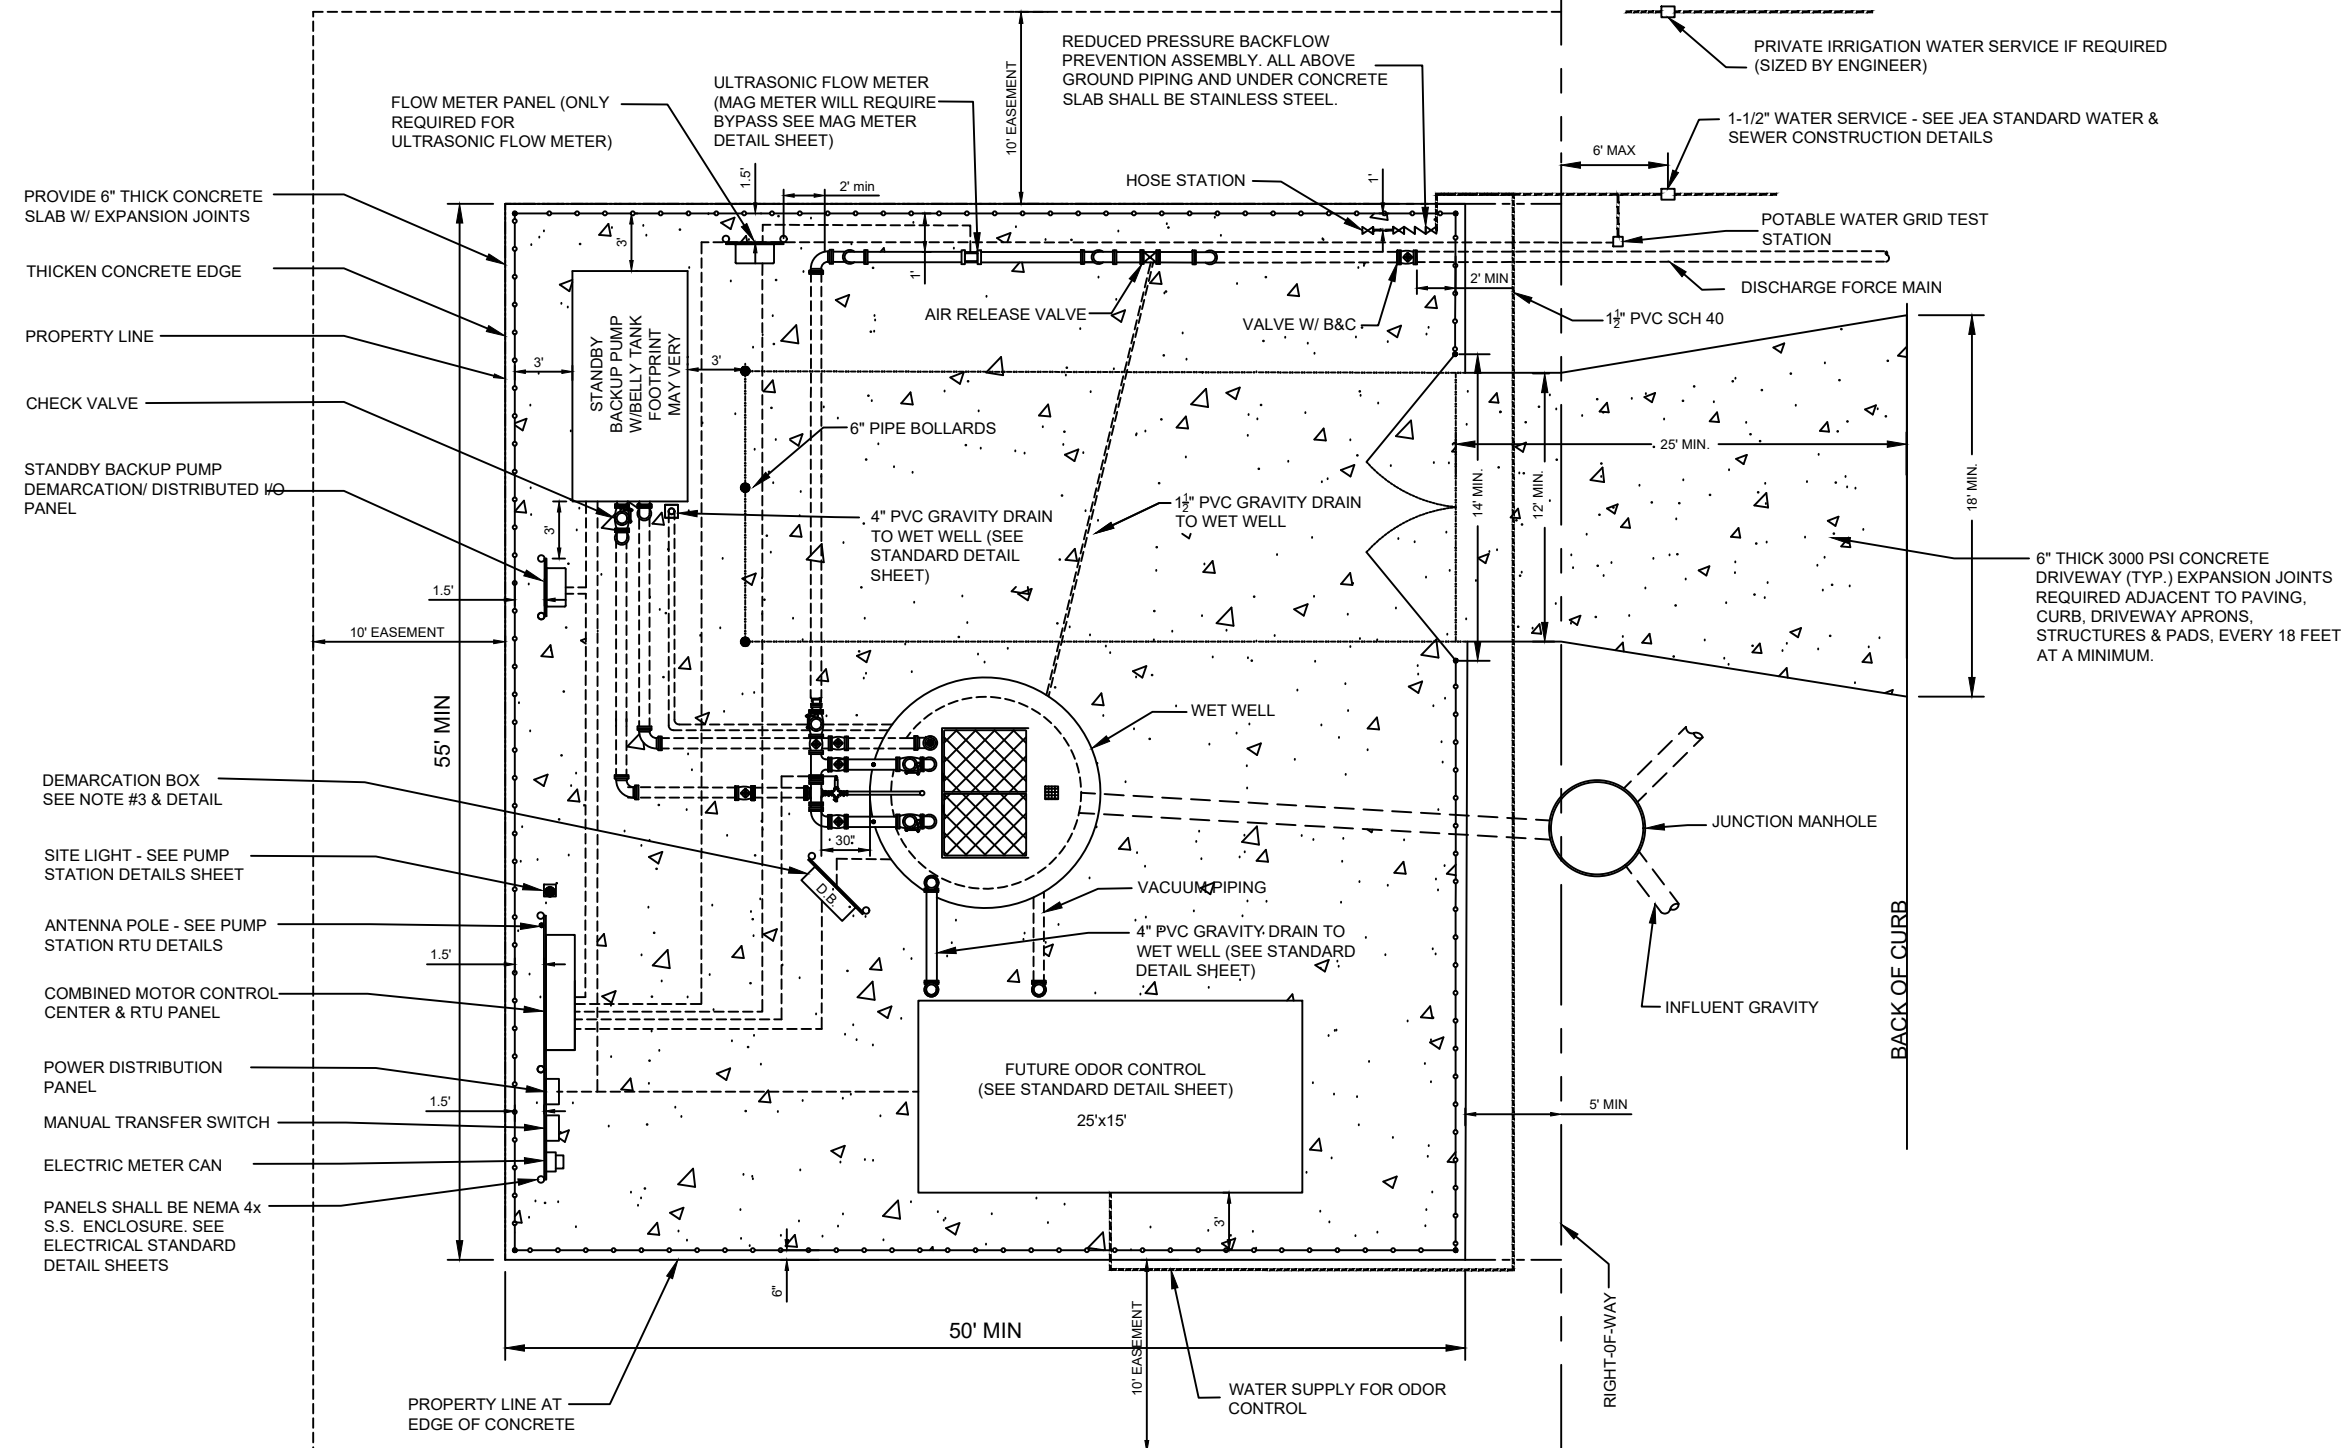 10' EASEMENT
REDUCED PRESSURE BACKFLOW
PREVENTION ASSEMBLY. ALL ABOVE
GROUND PIPING AND UNDER CONCRETE
SLAB SHALL BE STAINLESS STEEL.
PRIVATE IRRIGATION WATER SERVICE IF REQUIRED
(SIZED BY ENGINEER)
ULTRASONIC FLOW METER
(MAG METER WILL REQUIRE
BYPASS SEE MAG METER
DETAIL SHEET)
FLOW METER PANEL (ONLY
REQUIRED FOR
ULTRASONIC FLOW METER)
1-1/2" WATER SERVICE - SEE JEA STANDARD WATER &
SEWER CONSTRUCTION DETAILS
6' MAX
1.5'
2' min
HOSE STATION
1'
PROVIDE 6" THICK CONCRETE
SLAB W/ EXPANSION JOINTS
POTABLE WATER GRID TEST
STATION
3'
1'
THICKEN CONCRETE EDGE
2' MIN
DISCHARGE FORCE MAIN
AIR RELEASE VALVE
VALVE W/ B&C
1½" PVC SCH 40
PROPERTY LINE
STANDBY
BACKUP PUMP
W/BELLY TANK
FOOTPRINT
MAY VERY
3'
3'
CHECK VALVE
6" PIPE BOLLARDS
25' MIN.
14' MIN.
12' MIN.
18' MIN.
STANDBY BACKUP PUMP
DEMARCATION/ DISTRIBUTED I/O
PANEL
3'
4" PVC GRAVITY DRAIN
TO WET WELL (SEE
STANDARD DETAIL
SHEET)
1½" PVC GRAVITY DRAIN
TO WET WELL
6" THICK 3000 PSI CONCRETE
DRIVEWAY (TYP.) EXPANSION JOINTS
REQUIRED ADJACENT TO PAVING,
CURB, DRIVEWAY APRONS,
STRUCTURES & PADS, EVERY 18 FEET
AT A MINIMUM.
1.5'
10' EASEMENT
55' MIN
WET WELL
DEMARCATION BOX
SEE NOTE #3 & DETAIL
JUNCTION MANHOLE
30"
D.B.
SITE LIGHT - SEE PUMP
STATION DETAILS SHEET
VACUUM PIPING
ANTENNA POLE - SEE PUMP
STATION RTU DETAILS
4" PVC GRAVITY DRAIN TO
WET WELL (SEE STANDARD
DETAIL SHEET)
1.5'
BACK OF CURB
COMBINED MOTOR CONTROL
CENTER & RTU PANEL
INFLUENT GRAVITY
POWER DISTRIBUTION
PANEL
FUTURE ODOR CONTROL
(SEE STANDARD DETAIL SHEET)
25'x15'
1.5'
5' MIN
MANUAL TRANSFER SWITCH
ELECTRIC METER CAN
PANELS SHALL BE NEMA 4x
S.S. ENCLOSURE. SEE
ELECTRICAL STANDARD
DETAIL SHEETS
3'
6"
50' MIN
10' EASEMENT
RIGHT-0F-WAY
PROPERTY LINE AT
EDGE OF CONCRETE
WATER SUPPLY FOR ODOR
CONTROL